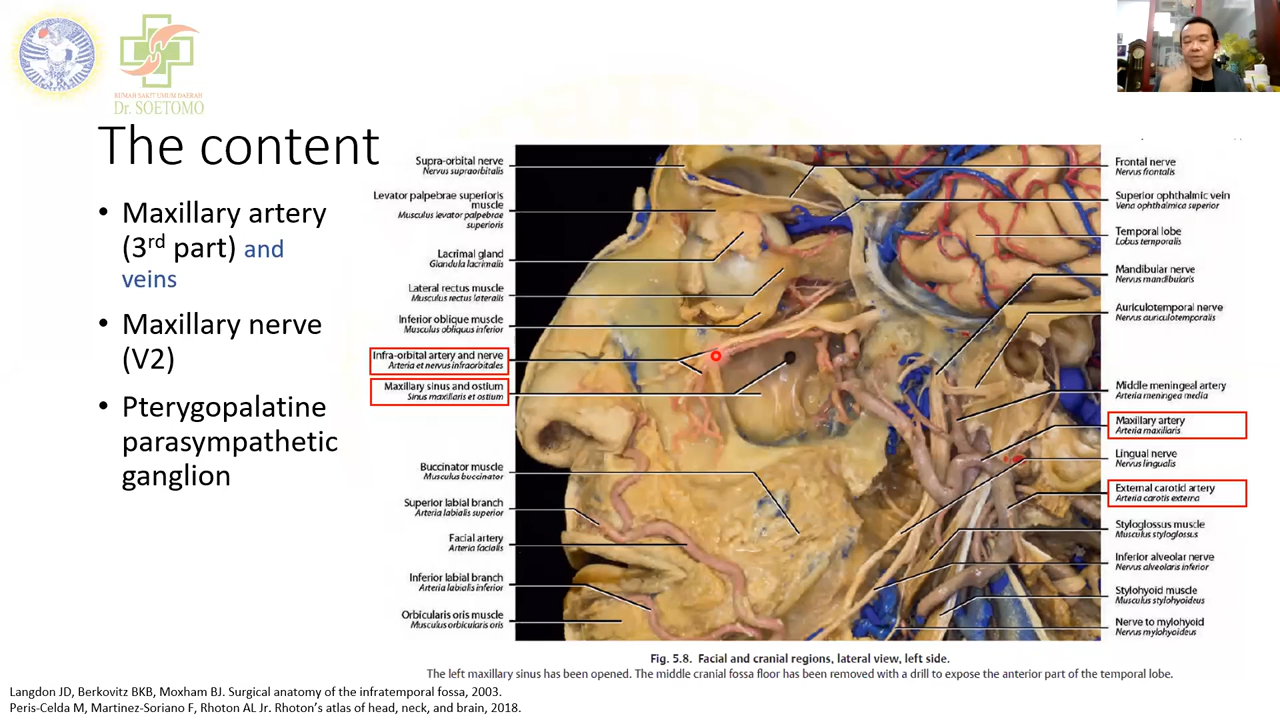 RUMAH SAKIT UMUM DAERAH
Dr. SOETOMO
The content
• Maxillary artery
(3rd part) and
veins
• Maxillary nerve
(V2)
• Pterygopalatine
parasympathetic
ganglion
Supra-orbital nerve
Nervus supraorbitalis
Levator palpebrae superioris
muscle
Musculus levator palpebrae
superioris
Lacrimal gland
Glandula lacrimalis
Lateral rectus muscle
Musculus rectus lateralis
Inferior oblique muscle
Musculus obliquus inferior
Infra-orbital artery and nerve
Arteria et nervus infraorbitales
Maxillary sinus and ostium
Sinus maxillaris et ostium
Buccinator muscle
Musculus buccinator
Superior labial branch
Arteria labialis superior
Facial artery
Arteria facialis
Inferior labial branch
Arteria labialis inferior
Orbicularis oris muscle
Musculus orbicularis oris
Frontal nerve
Nervus frontalis
Superior ophthalmic vein
Vena ophthalmica superior
Temporal lobe
Lobus temporalis
Mandibular nerve
Nervus mandibularis
Auriculotemporal nerve
Nervus auriculotemporalis
Middle meningeal artery
Arteria meningea media
Maxillary artery
Arteria maxillaris
Lingual nerve
Nervus lingualis
External carotid artery
Arteria carotis externa
Styloglossus muscle
Musculus styloglossus
Inferior alveolar nerve
Nervus alveolaris inferior
Stylohyoid muscle
Musculus stylohyoideus
Nerve to mylohyoid
Nervus mylohyoideus
Fig. 5.8. Facial and cranial regions, lateral view, left side.
The left maxillary sinus has been opened. The middle cranial fossa floor has been removed with a drill to expose the anterior part of the temporal lobe.
Langdon JD, Berkovitz BKB, Moxham BJ. Surgical anatomy of the infratemporal fossa, 2003.
Peris-Celda M, Martinez-Soriano F, Rhoton AL Jr. Rhoton's atlas of head, neck, and brain, 2018.